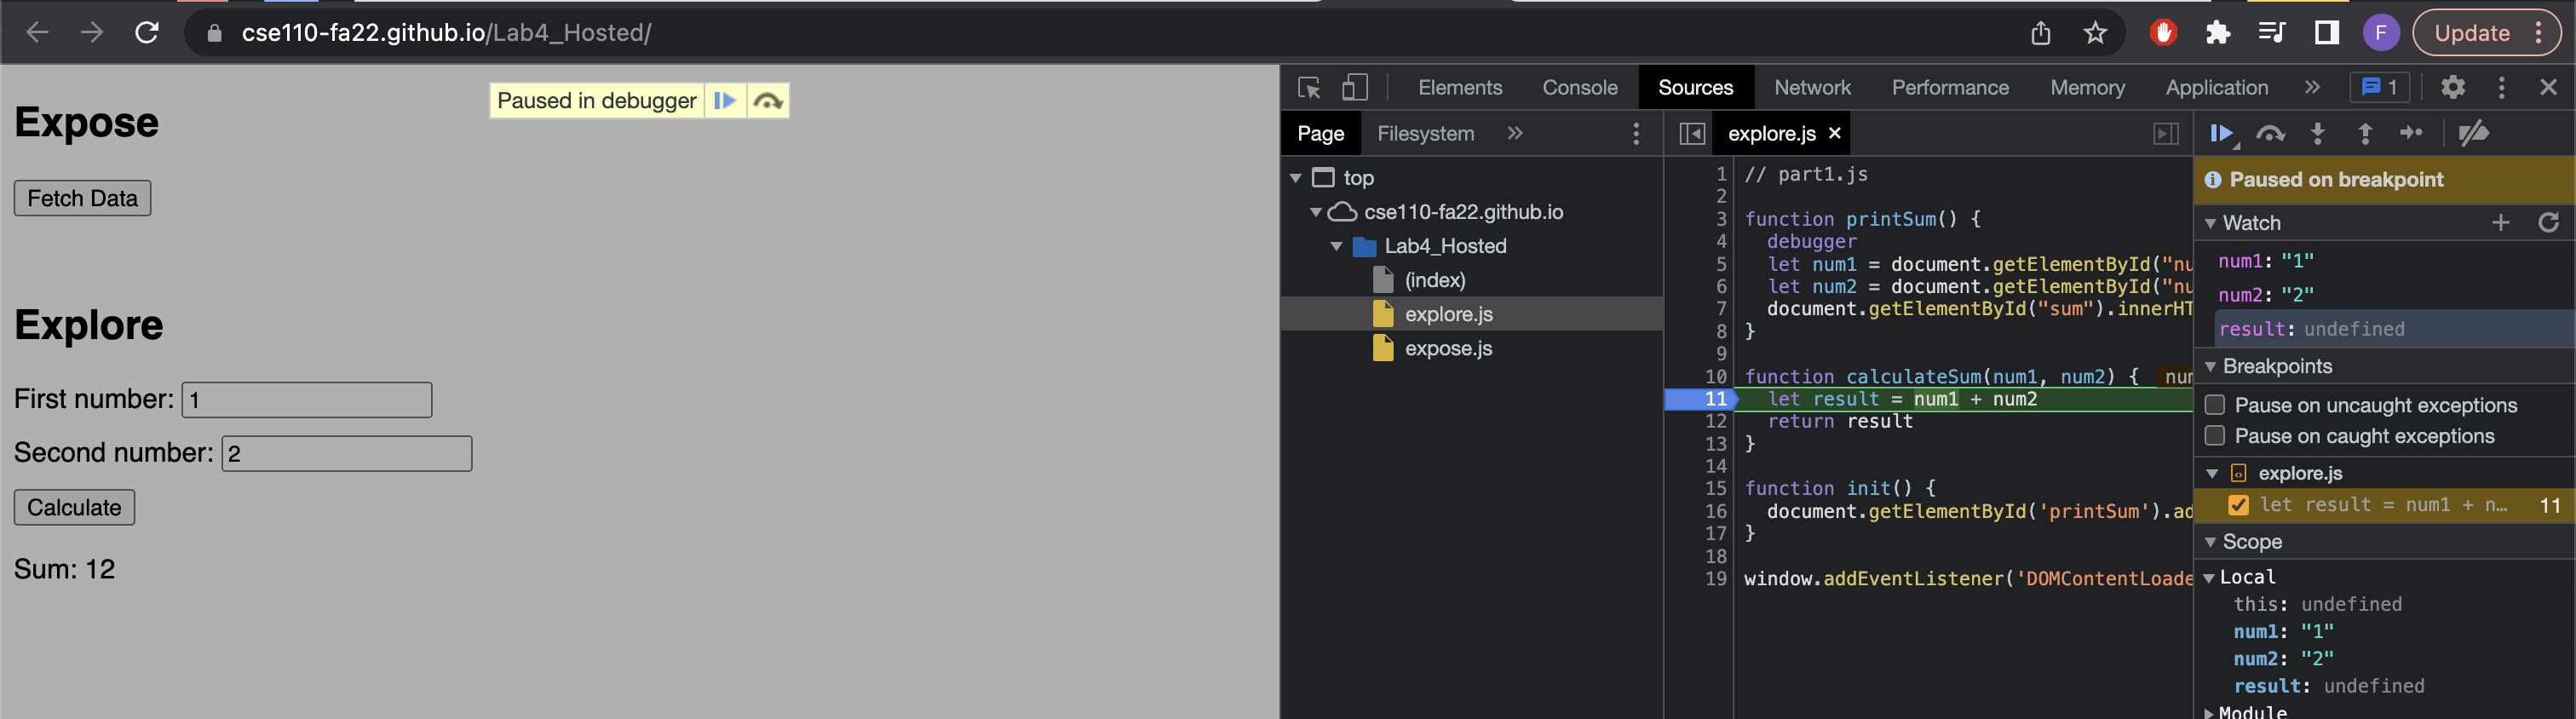 cse110-fa22.github.io/Lab4_Hosted/
F
Update
Paused in debugger
Expose
Fetch Data
Explore
First number: 1
Second number: 2
Calculate
Sum: 12
Elements Console Sources Network Performance Memory Application » 1
Page Filesystem »
top
cse110-fa22.github.io
Lab4_Hosted
(index)
explore.js
expose.js
explore.js ×
1 // part1.js
2
3 function printSum() {
4 debugger
5 let num1 = document.getElementById("nu
6 let num2 = document.getElementById("nu
7 document.getElementById("sum").innerHT
8 }
9
10 function calculateSum(num1, num2) { num
11 let result = num1 + num2
12 return result
13 }
14
15 function init() {
16 document.getElementById('printSum').ad
17 }
18
19 window.addEventListener('DOMContentLoade
Paused on breakpoint
Watch
num1: "1"
num2: "2"
result: undefined
Breakpoints
Pause on uncaught exceptions
Pause on caught exceptions
explore.js
let result = num1 + n… 11
Scope
Local
this: undefined
num1: "1"
num2: "2"
result: undefined
Module